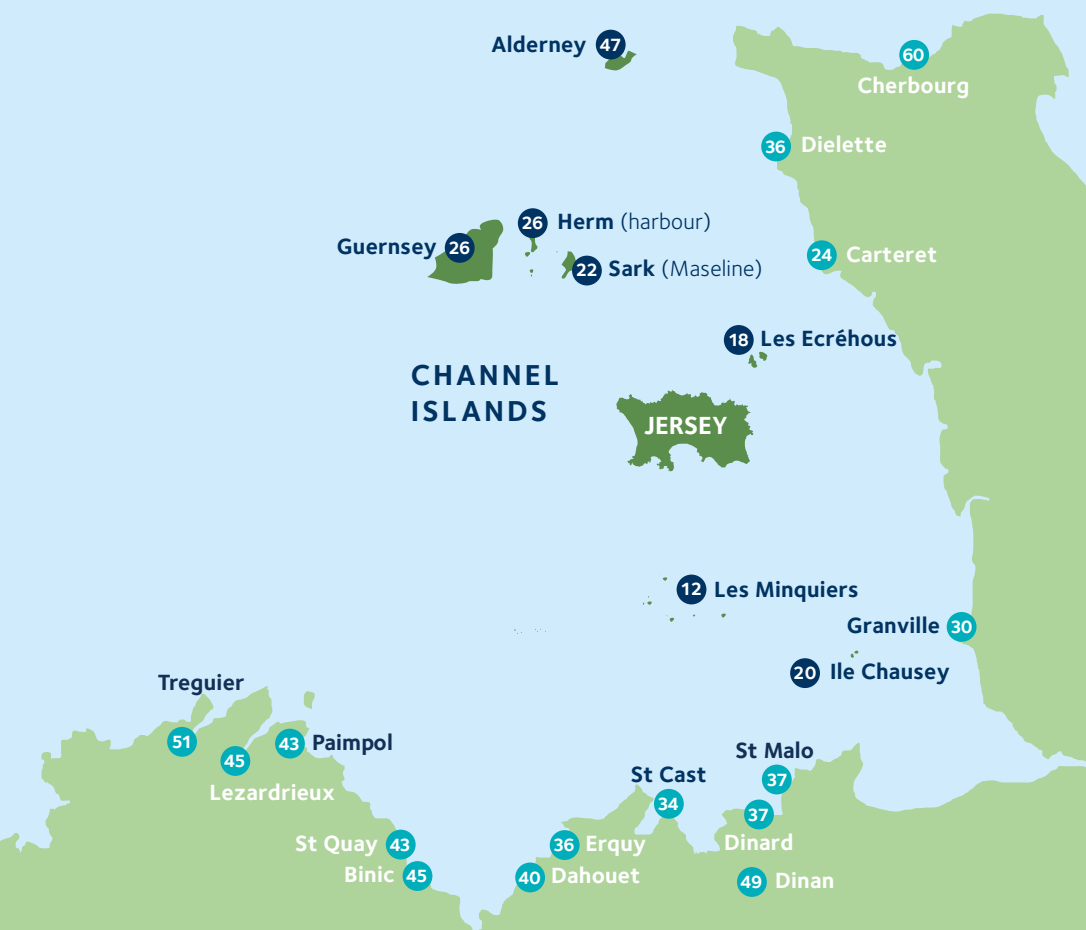 Alderney 47
60
Cherbourg
36 Dielette
26 Herm (harbour)
Guernsey 26
24 Carteret
22 Sark (Maseline)
18 Les Ecréhous
CHANNEL
ISLANDS
JERSEY
12 Les Minquiers
Granville 30
20 Ile Chausey
Treguier
51
43 Paimpol
45
Lezardrieux
St Malo
37
St Cast
34
37
Dinard
St Quay 43
36 Erquy
Binic 45
40 Dahouet
49 Dinan